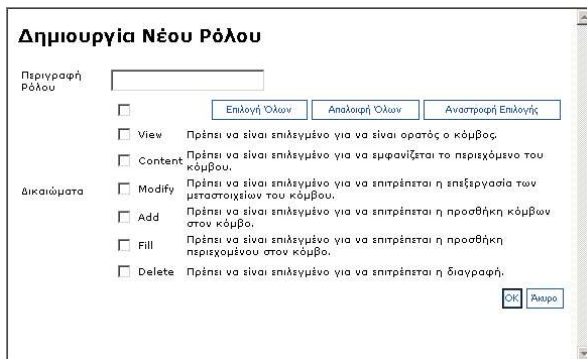 Δημιουργία Νέου Ρόλου
Περιγραφή
Ρόλου
Επιλογή Όλων Απαλοιφή Όλων Αναστροφή Επιλογής
View Πρέπει να είναι επιλεγμένο για να είναι ορατός ο κόμβος.
Content Πρέπει να είναι επιλεγμένο για να εμφανίζεται το περιεχόμενο του
κόμβου.
Δικαιώματα
Modify Πρέπει να είναι επιλεγμένο για να επιτρέπεται η επεξεργασία των
μεταστοιχείων του κόμβου.
Add Πρέπει να είναι επιλεγμένο για να επιτρέπεται η προσθήκη κόμβων
στον κόμβο.
Fill Πρέπει να είναι επιλεγμένο για να επιτρέπεται η προσθήκη
περιεχομένου στον κόμβο.
Delete Πρέπει να είναι επιλεγμένο για να επιτρέπεται η διαγραφή.
OK Άκυρο